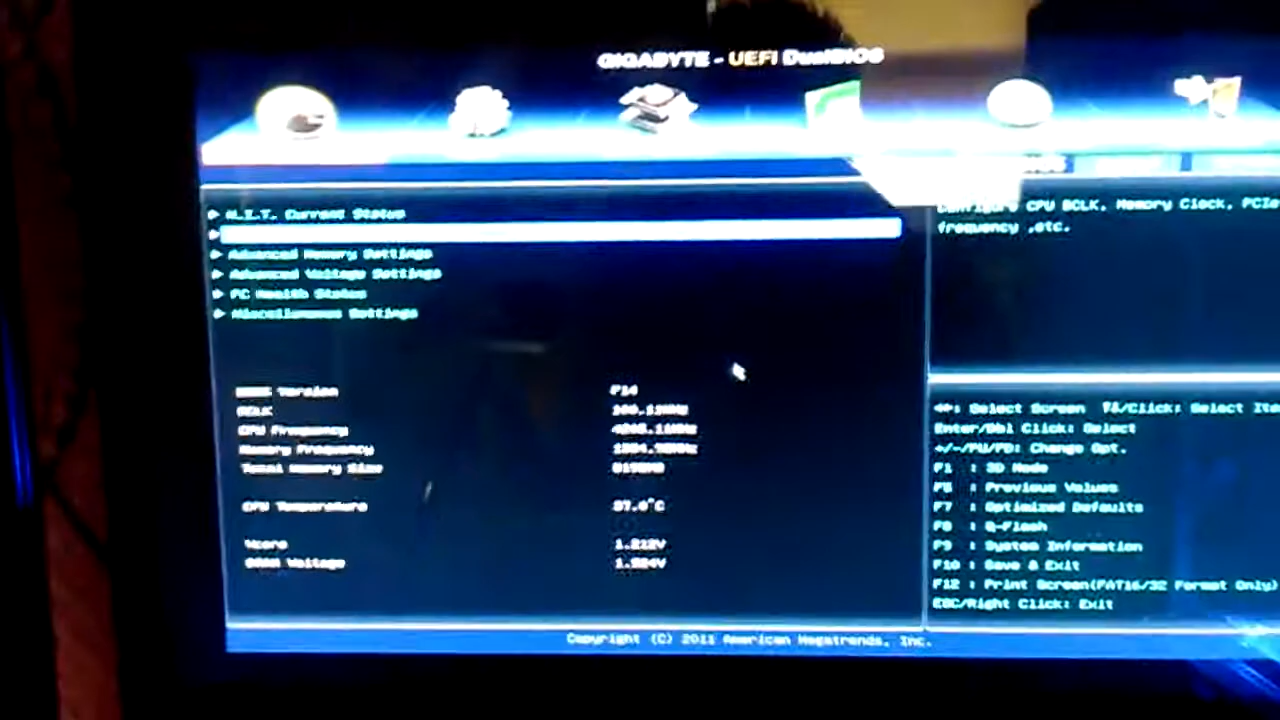 GIGABYTE - UEFI DualBIOS
M.I.T. Current Status
Advanced Memory Settings
Advanced Voltage Settings
PC Health Status
Miscellaneous Settings
Configure CPU BCLK, Memory Clock, PCIe
frequency ,etc.
BIOS Version F14
BCLK
CPU Frequency
Memory Frequency
Total Memory Size
CPU Temperature
Vcore 1.212V
DRAM Voltage
: Select Screen /Click: Select
Enter/Dbl Click: Select
+/-/PU/PD: Change Opt.
F1 : 3D Mode
F5 : Previous Values
F7 : Optimized Defaults
F8 : Q-Flash
F9 : System Information
F10 : Save & Exit
F12 : Print Screen(FAT16/32 Format Only)
ESC/Right Click: Exit
Copyright (C) 2011 American Megatrends, Inc.